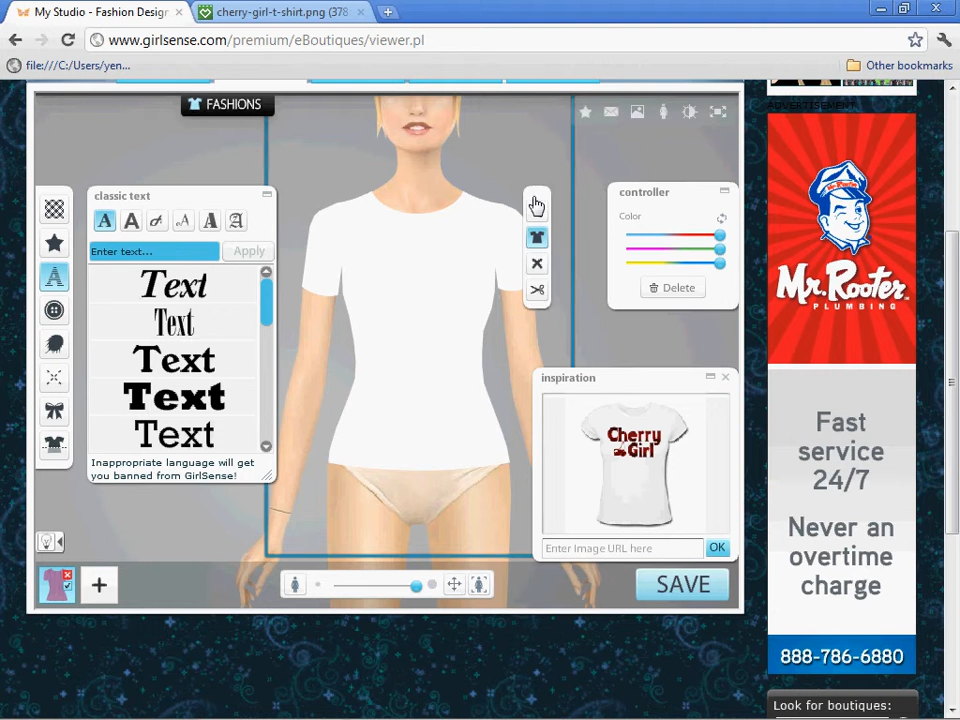 My Studio - Fashion Design
cherry-girl-t-shirt.png (378
www.girlsense.com/premium/eBoutiques/viewer.pl
file:///C:/Users/yen...
Other bookmarks
ADVERTISEMENT
FASHIONS
classic text
A A A A A A
Enter text...
Apply
Text
Text
Text
Text
Text
Inappropriate language will get
you banned from GirlSense!
controller
Color
Delete
inspiration
Cherry
Girl
Enter Image URL here
OK
SAVE
Mr. Rooter
PLUMBING
Fast
service
24/7
Never an
overtime
charge
888-786-6880
Look for boutiques: